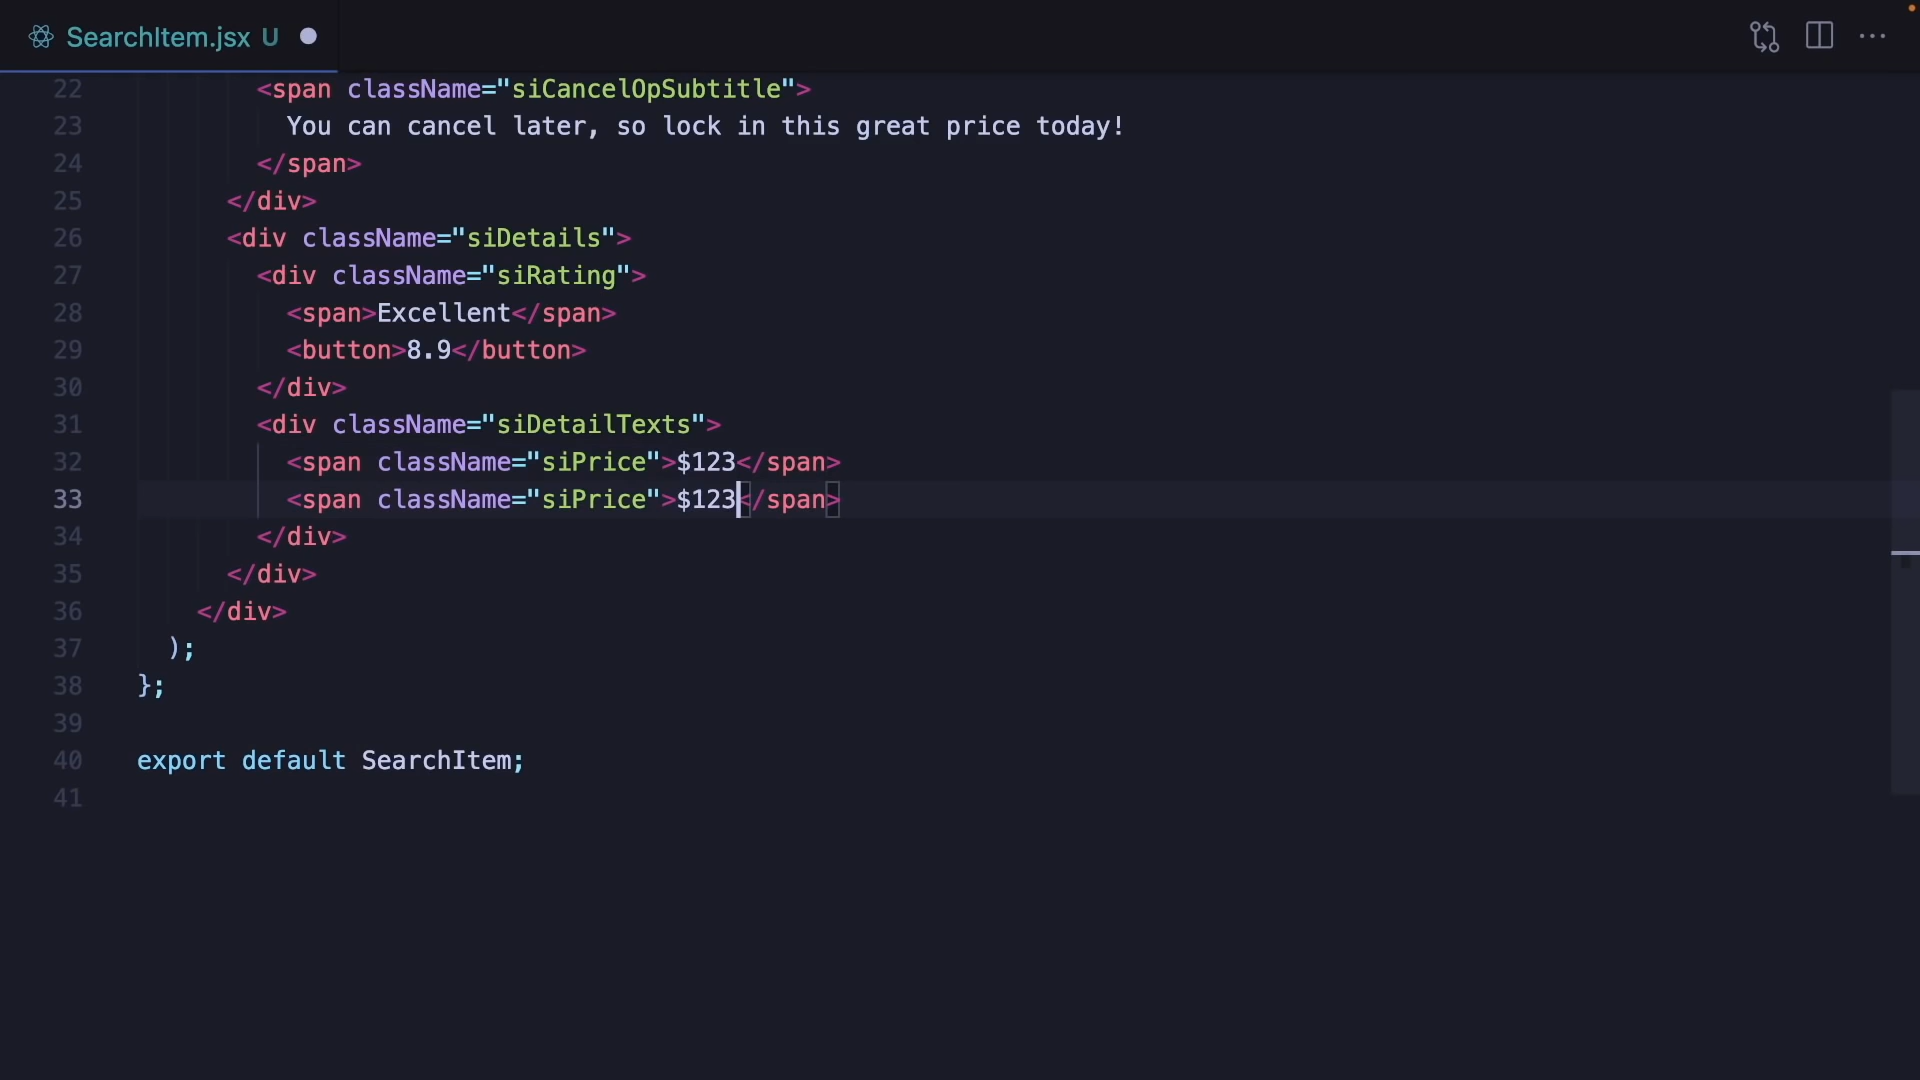 SearchItem.jsx U
22 <span className="siCancelOpSubtitle">
23 You can cancel later, so lock in this great price today!
24 </span>
25 </div>
26 <div className="siDetails">
27 <div className="siRating">
28 <span>Excellent</span>
29 <button>8.9</button>
30 </div>
31 <div className="siDetailTexts">
32 <span className="siPrice">$123</span>
33 <span className="siPrice">$123</span>
34 </div>
35 </div>
36 </div>
37 );
38 };
39
40 export default SearchItem;
41